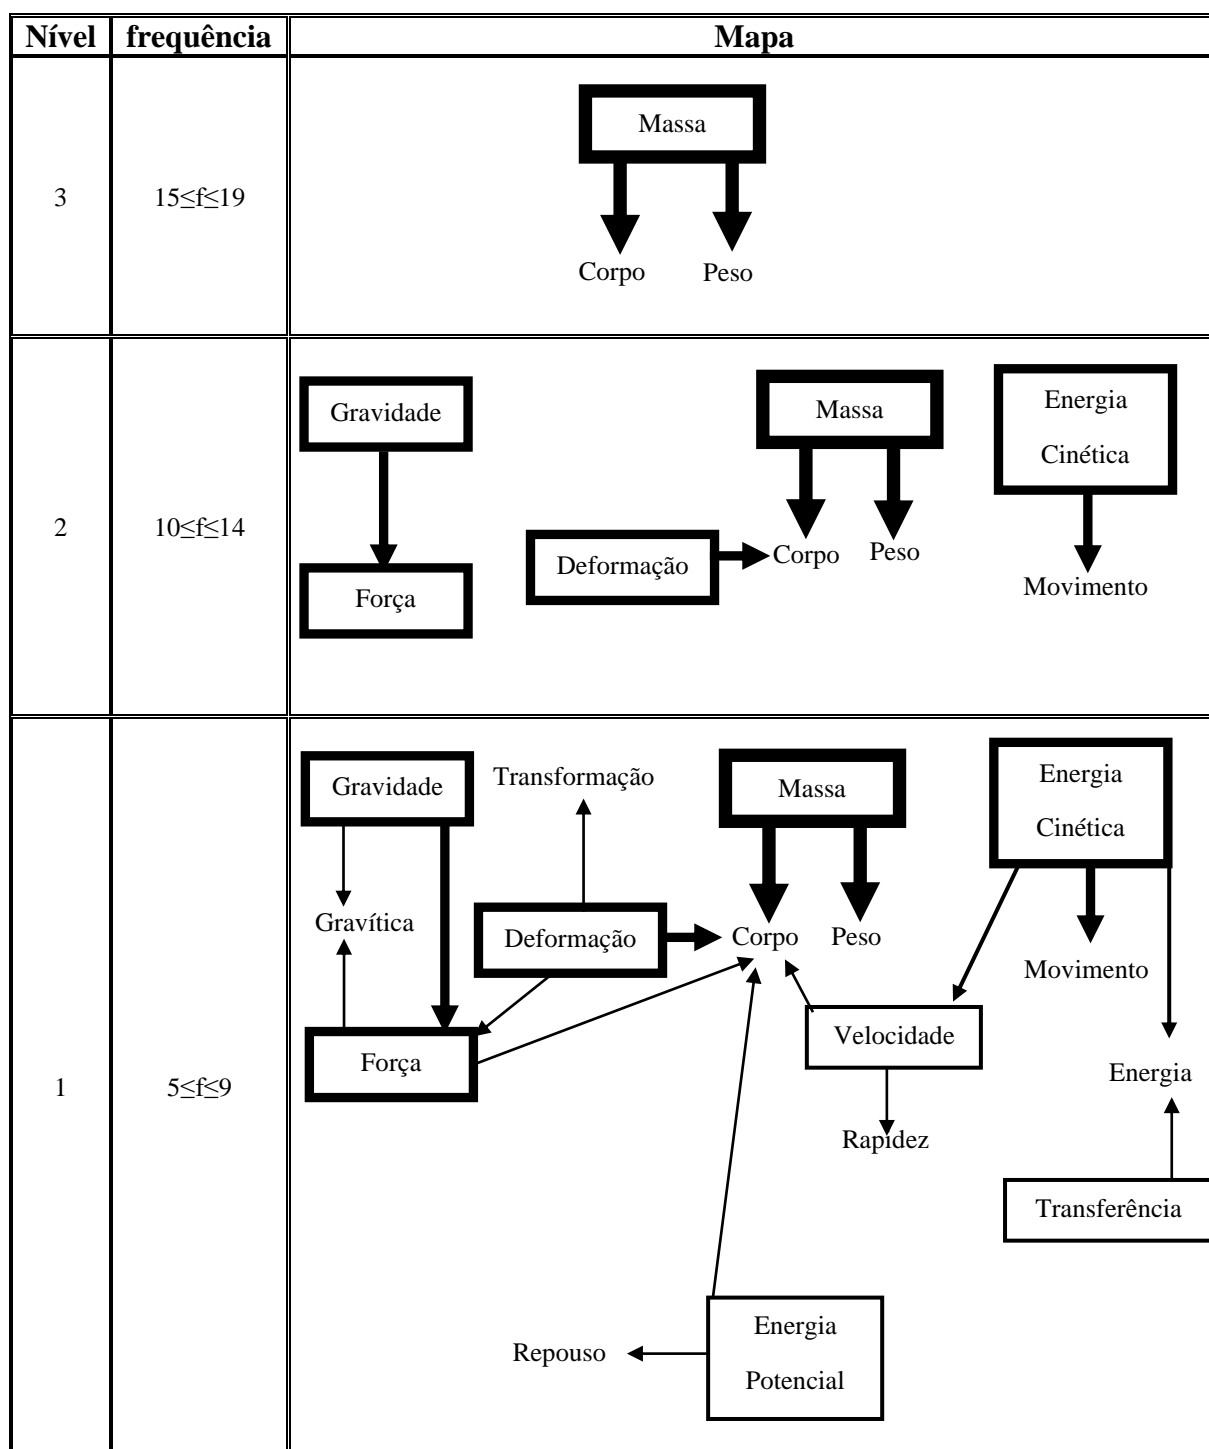 Nível frequência Mapa
3 15≤f≤19
Massa
Corpo Peso
2 10≤f≤14
Gravidade
Força
Deformação
Massa
Corpo Peso
Energia
Cinética
Movimento
1 5≤f≤9
Gravidade
Transformação
Massa
Energia
Cinética
Gravítica
Deformação
Corpo Peso
Movimento
Força
Velocidade
Energia
Rapidez
Transferência
Repouso
Energia
Potencial